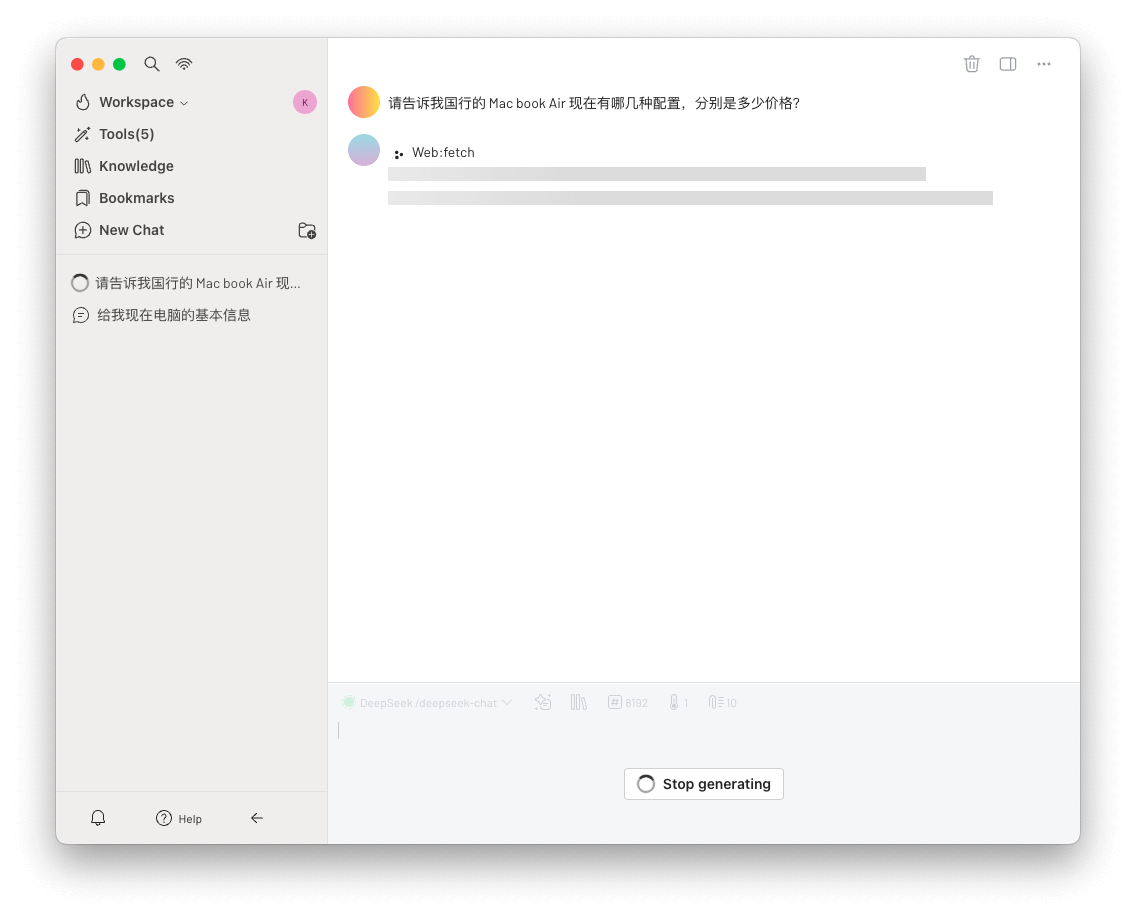 Workspace
K
Tools(5)
Knowledge
Bookmarks
New Chat
请告诉我国行的 Mac book Air 现...
给我现在电脑的基本信息
Help
请告诉我国行的 Mac book Air 现在有哪几种配置，分别是多少价格?
Web:fetch
DeepSeek/deepseek-chat
# 8192
1
10
Stop generating